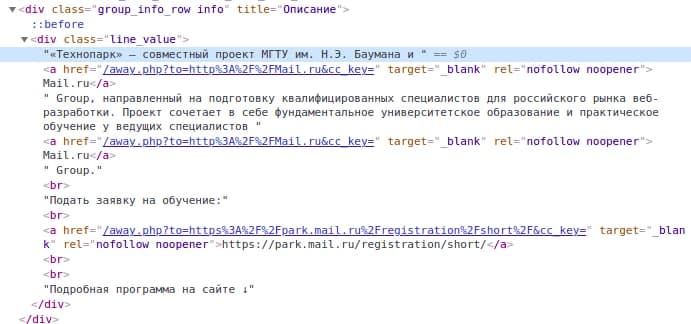 ▼<div class="group_info_row info" title="Описание">
::before
▼<div class="line_value">
"«Технопарк» – совместный проект МГТУ им. Н.Э. Баумана и " == $0
<a href="/away.php?to=http%3A%2F%2FMail.ru&cc_key=" target="_blank" rel="nofollow noopener">
Mail.ru</a>
" Group, направленный на подготовку квалифицированных специалистов для российского рынка веб-
разработки. Проект сочетает в себе фундаментальное университетское образование и практическое
обучение у ведущих специалистов "
<a href="/away.php?to=http%3A%2F%2FMail.ru&cc_key=" target="_blank" rel="nofollow noopener">
Mail.ru</a>
" Group."
<br>
"Подать заявку на обучение:"
<br>
<a href="/away.php?to=https%3A%2F%2Fpark.mail.ru%2Fregistration%2Fshort%2F&cc_key=" target="_blan
k" rel="nofollow noopener">https://park.mail.ru/registration/short/</a>
<br>
<br>
"Подробная программа на сайте ↓"
</div>
</div>